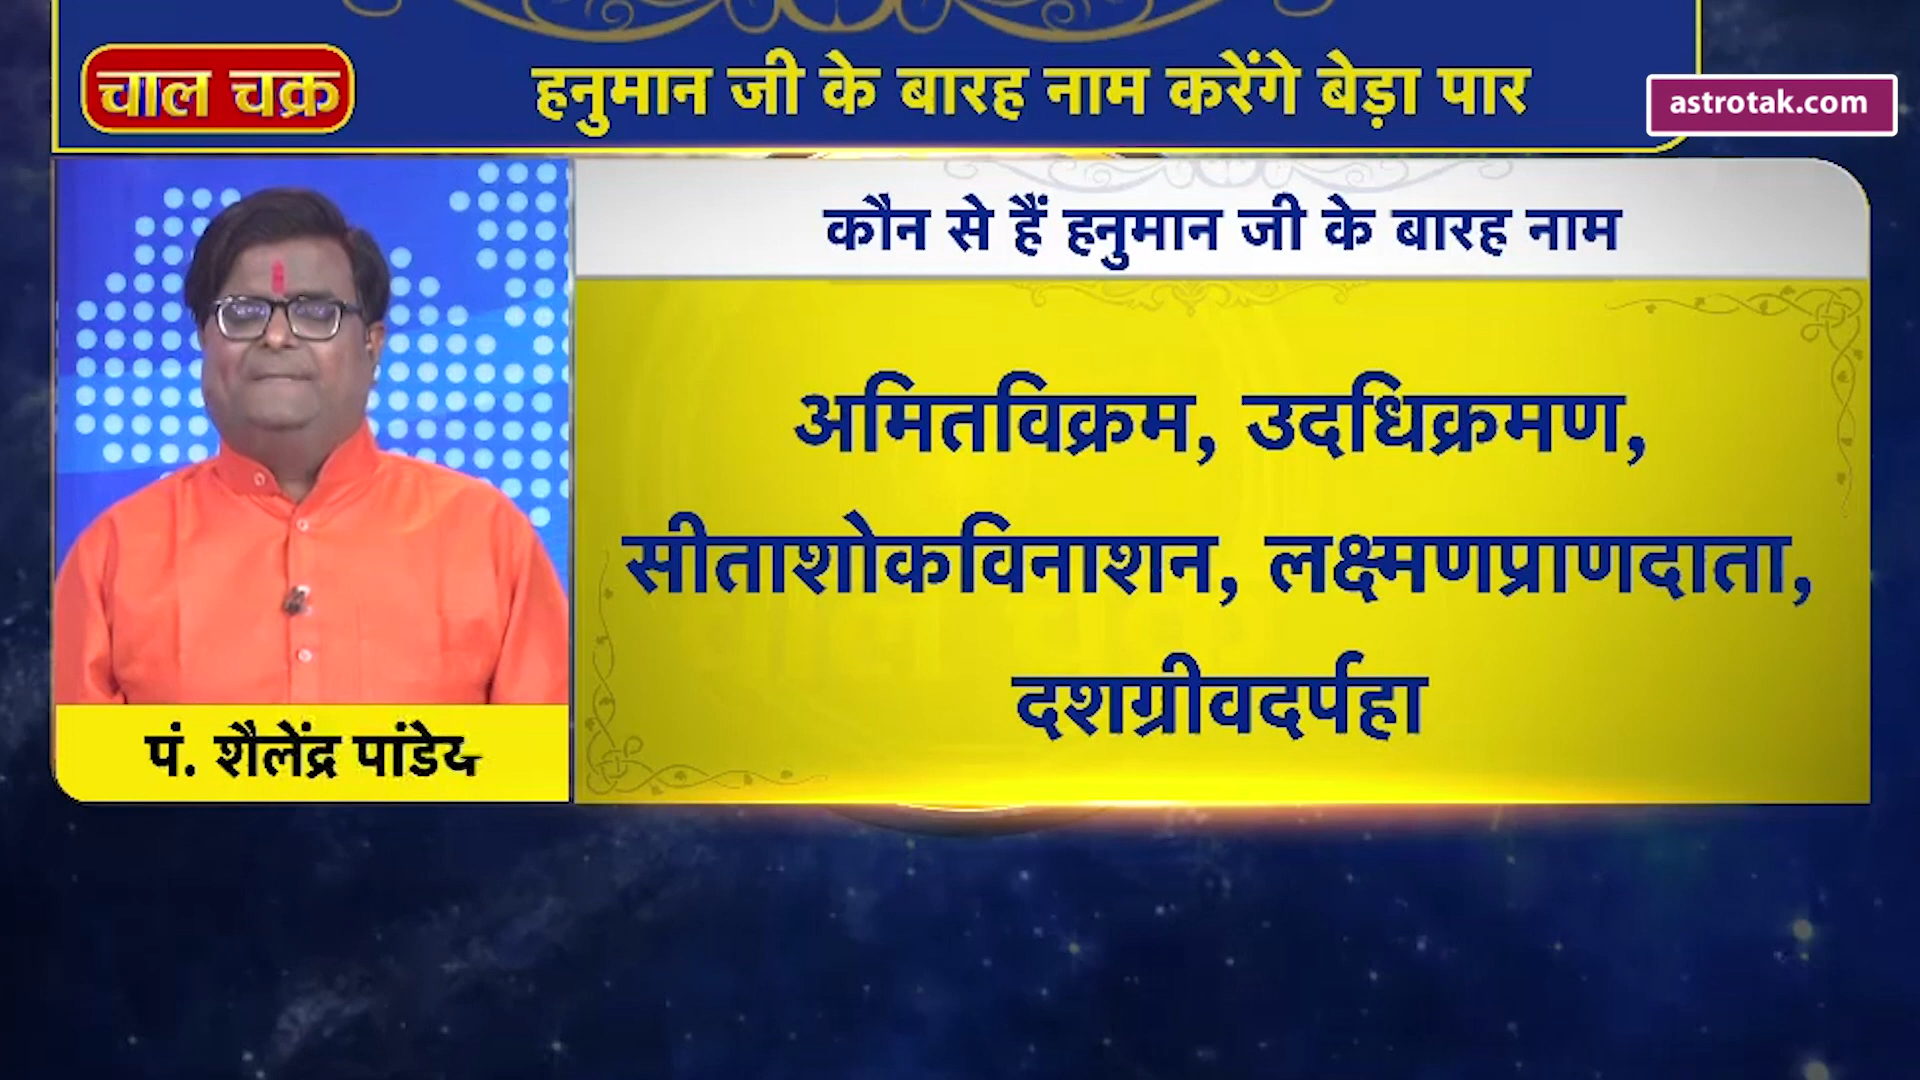 चाल चक्र
हनुमान जी के बारह नाम करेंगे बेड़ा पार
astrotak.com
कौन से हैं हनुमान जी के बारह नाम
अमितविक्रम, उदधिक्रमण,
सीताशोकविनाशन, लक्ष्मणप्राणदाता,
दशग्रीवदर्पहा
पं. शैलेंद्र पांडेय